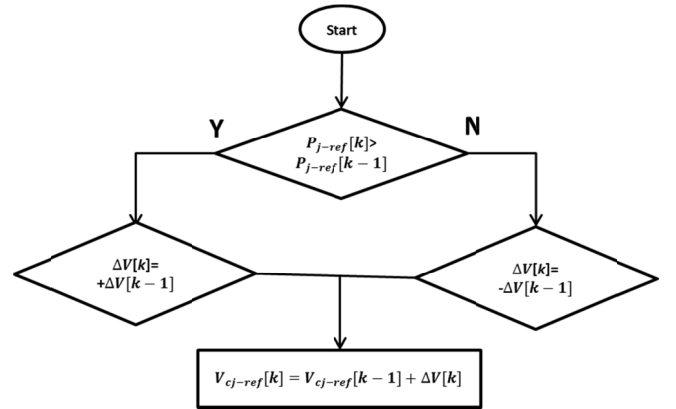 Start
Y
N
P_{j-ref}[k]>
P_{j-ref}[k − 1]
ΔV[k]=
+ΔV[k − 1]
ΔV[k]=
-ΔV[k − 1]
V_{cj-ref}[k] = V_{cj-ref}[k − 1] + ΔV[k]